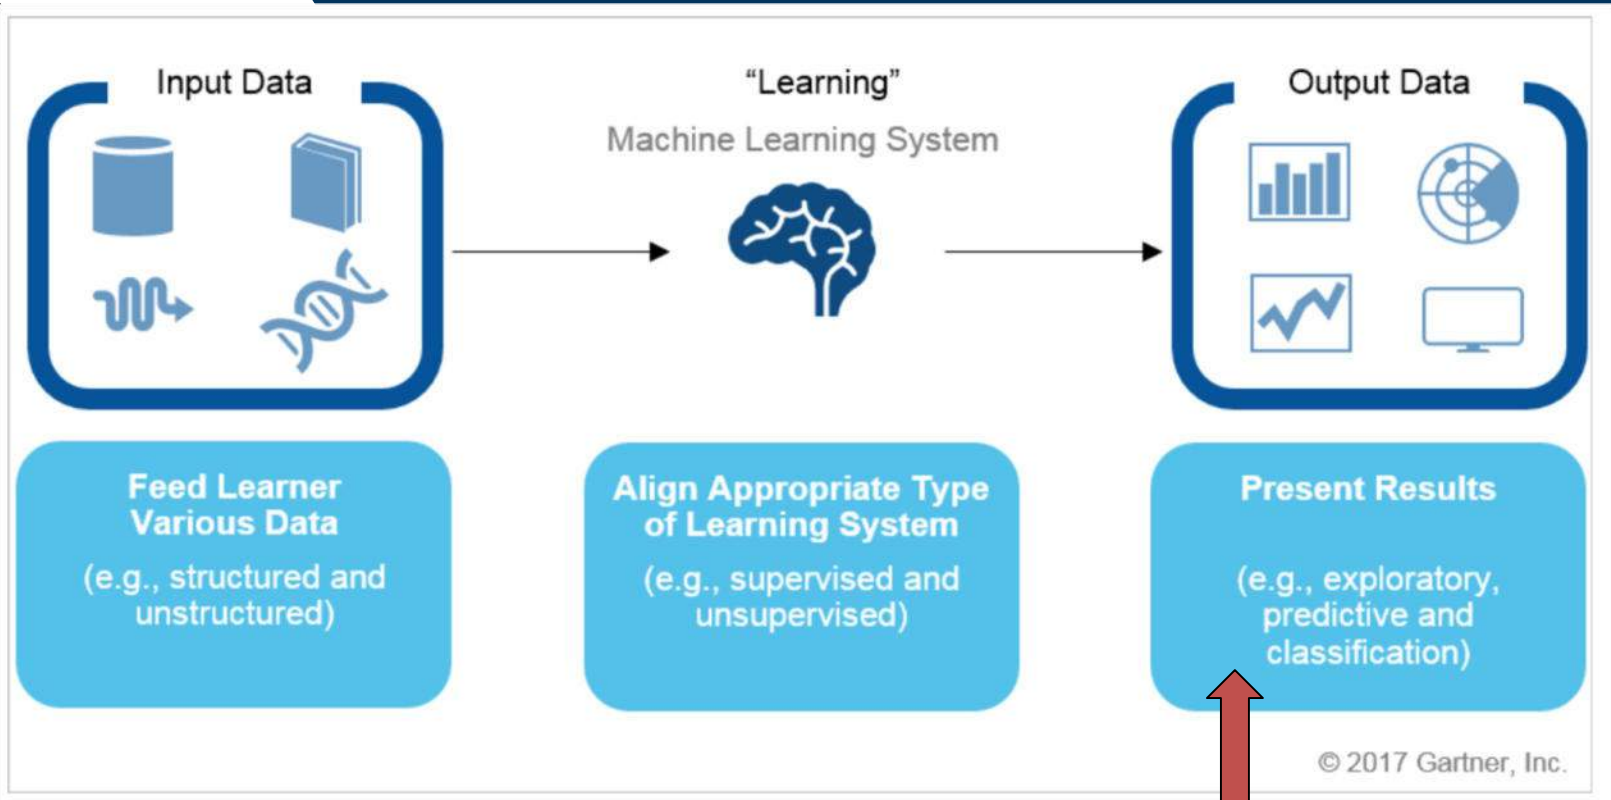 Input Data
"Learning"
Machine Learning System
Output Data
Feed Learner
Various Data
(e.g., structured and
unstructured)
Align Appropriate Type
of Learning System
(e.g., supervised and
unsupervised)
Present Results
(e.g., exploratory,
predictive and
classification)
© 2017 Gartner, Inc.